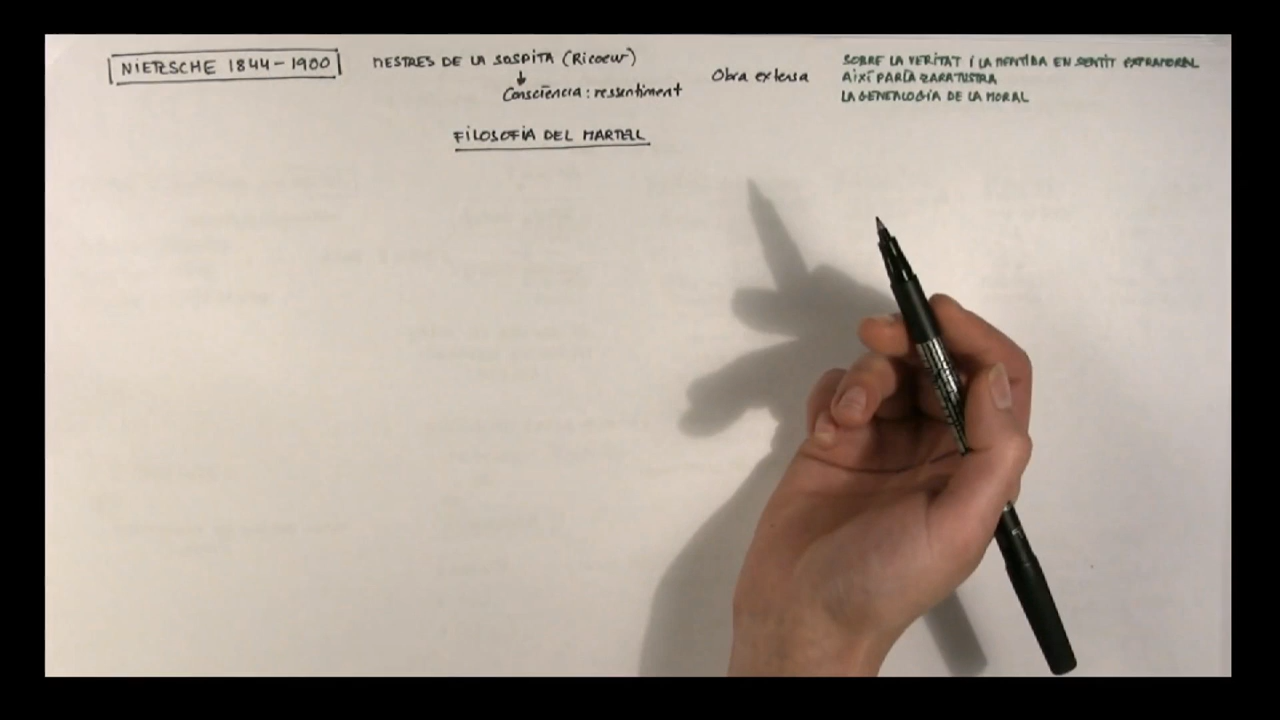 NIETZSCHE 1844-1900
MESTRES DE LA SOSPITA (Ricoeur)
Consciència: ressentiment
Obra extensa
SOBRE LA VERITAT I LA MENTIDA EN SENTIT EXTRAMORAL
AIXÍ PARLÀ ZARATUSTRA
LA GENEALOGIA DE LA MORAL
FILOSOFIA DEL MARTELL